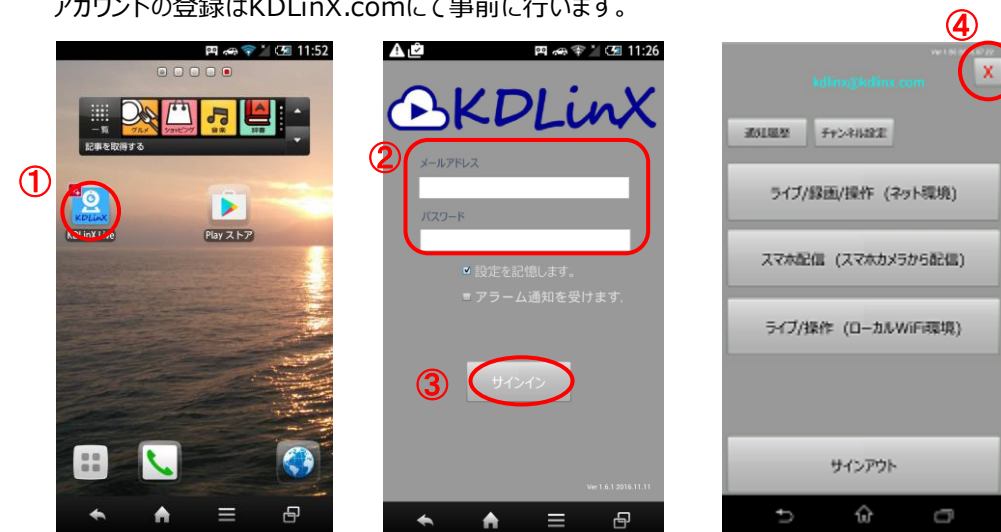 アカウントの登録はKDLinX.comにて事前に行います。
④
11:52
一覧
グルメ
ショッピング
音楽
辞書
記事を取得する
①
KDLinX
KDLinX Live
Play ストア
11:26
KDLinX
②
メールアドレス
パスワード
設定を記憶します。
アラーム通知を受けます.
③
サインイン
Ver 1.6.1 2016.11.11
X
kdlinx@kdlinx.com
通知履歴
チャンネル設定
ライブ/録画/操作 (ネット環境)
スマホ配信 (スマホカメラから配信)
ライブ/操作 (ローカルWiFi環境)
サインアウト